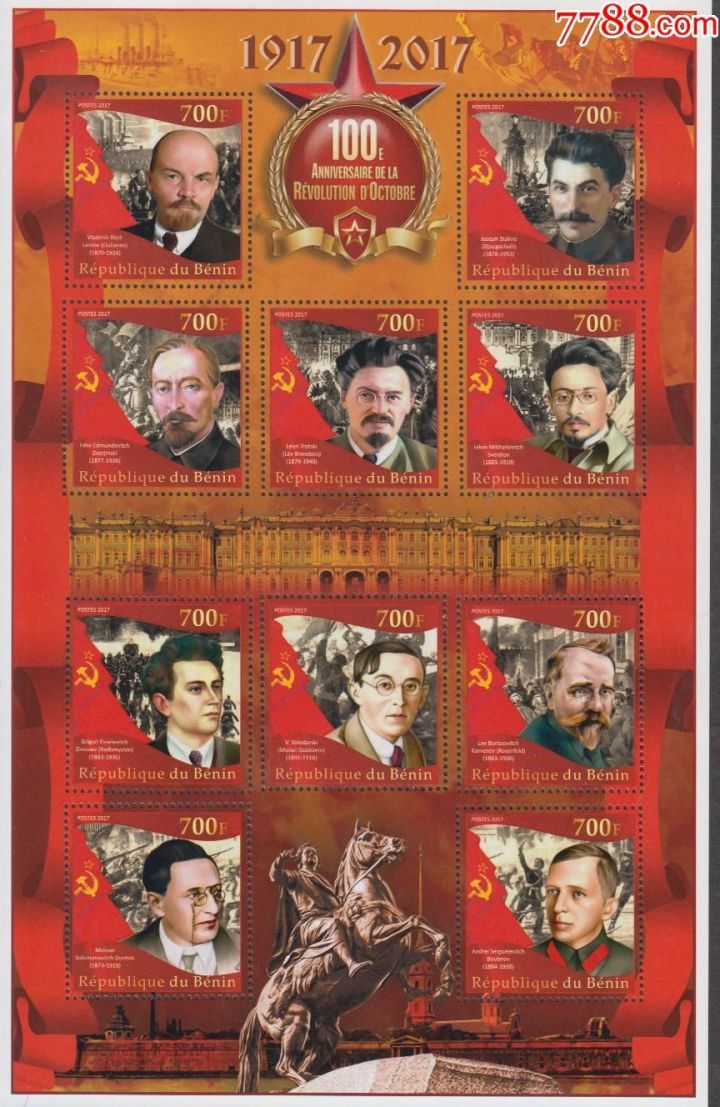 7788.com
1917 2017
100E
ANNIVERSAIRE DE LA
RÉVOLUTION D'OCTOBRE
POSTES 2017
700F
Vladimir Ilitch
Lénine (Oulianov)
(1870-1924)
République du Bénin
POSTES 2017
700F
Joseph Staline
(Djougachvili)
(1878-1953)
République du Bénin
POSTES 2017
700F
Felix Edmundovitch
Dzerjinski
(1877-1926)
République du Bénin
POSTES 2017
700F
Léon Trotski
(Lev Bronstein)
(1879-1940)
République du Bénin
POSTES 2017
700F
Iakov Mikhaïlovitch
Sverdlov
(1885-1919)
République du Bénin
POSTES 2017
700F
Grigori Evseïevitch
Zinoviev (Radomyslski)
(1883-1936)
République du Bénin
POSTES 2017
700F
V. Volodarski
(Moisei Goldstein)
(1891-1918)
République du Bénin
POSTES 2017
700F
Lev Borissovitch
Kamenev (Rosenfeld)
(1883-1936)
République du Bénin
POSTES 2017
700F
Moisseï
Solomonovitch Ouritski
(1873-1918)
République du Bénin
POSTES 2017
700F
Andreï Sergueïevitch
Boubnov
(1884-1938)
République du Bénin